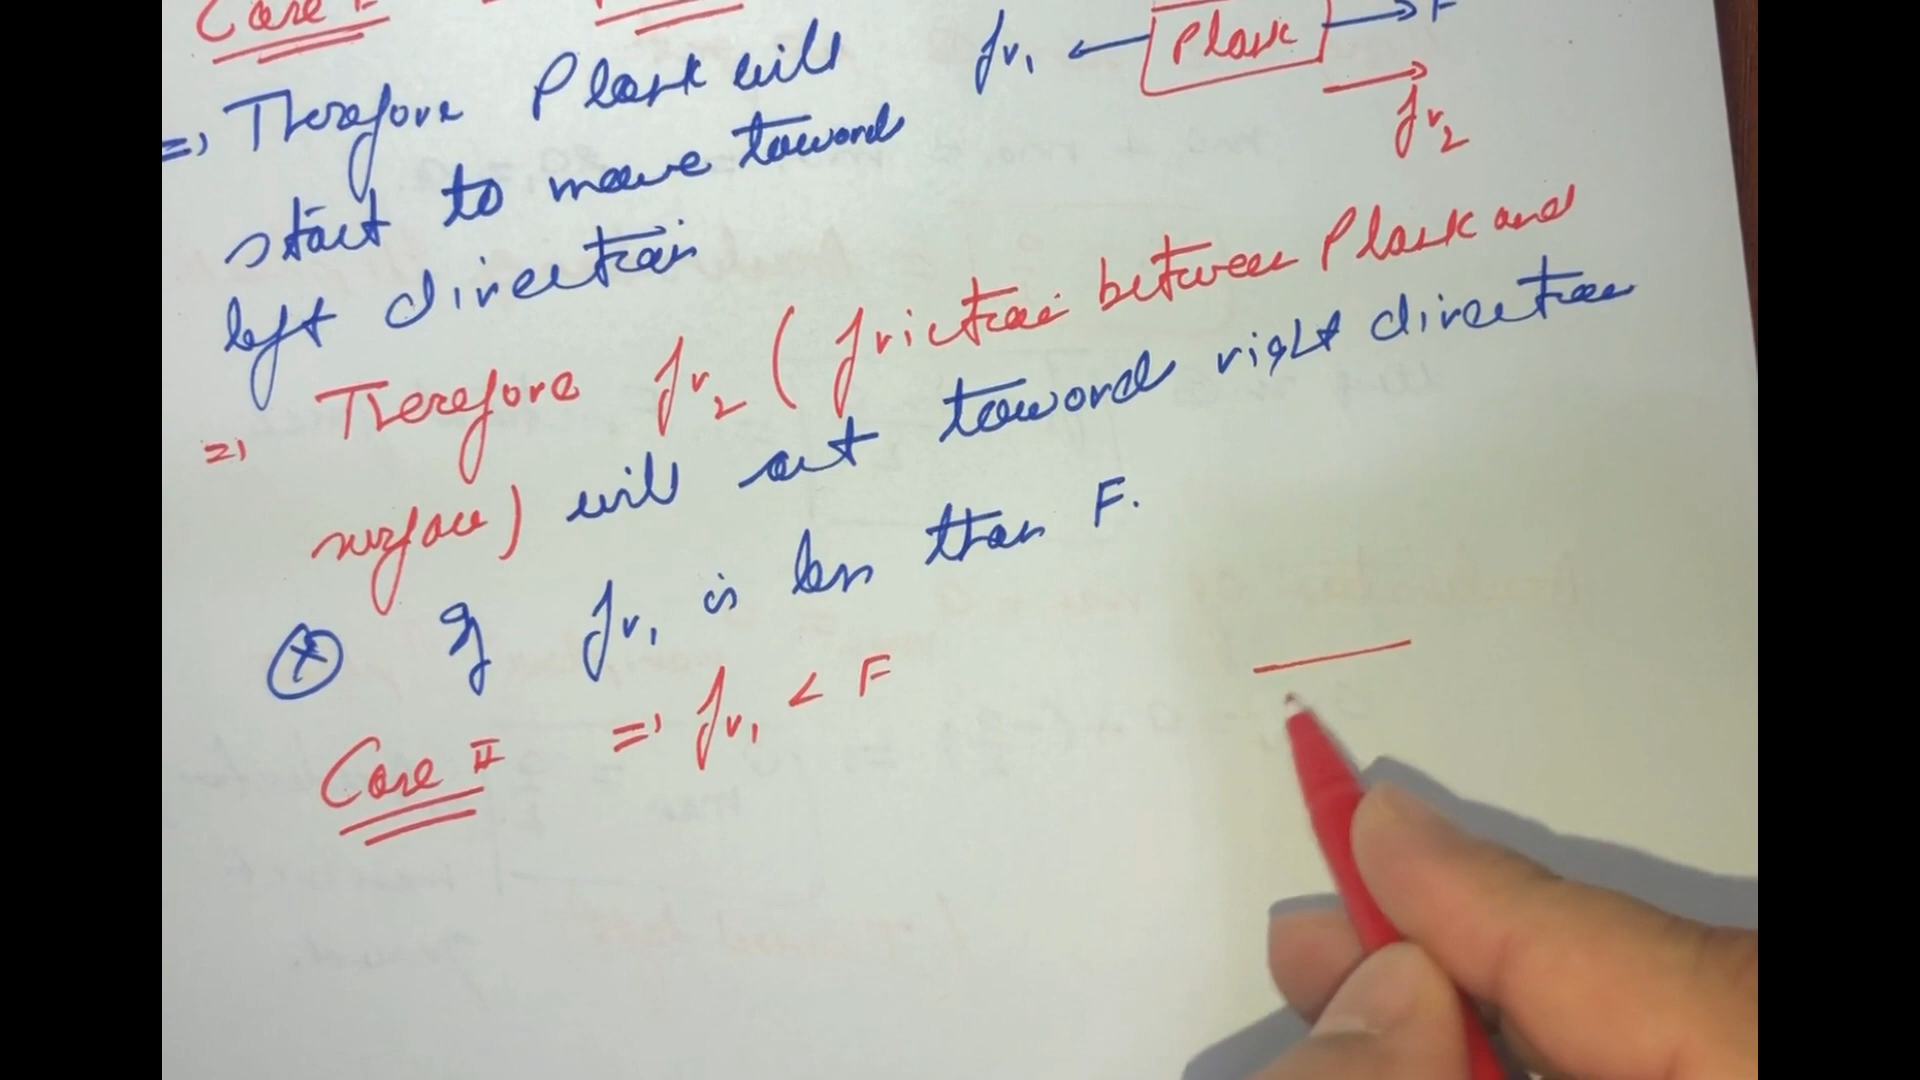 Case I
fr₁ Plank F
=> Therefore Plank will
start to move toward fr₂
left direction
=> Therefore fr₂ (friction between Plank and
surface) will act toward right direction
If fr₁ is less than F.
Case II => fr₁ < F